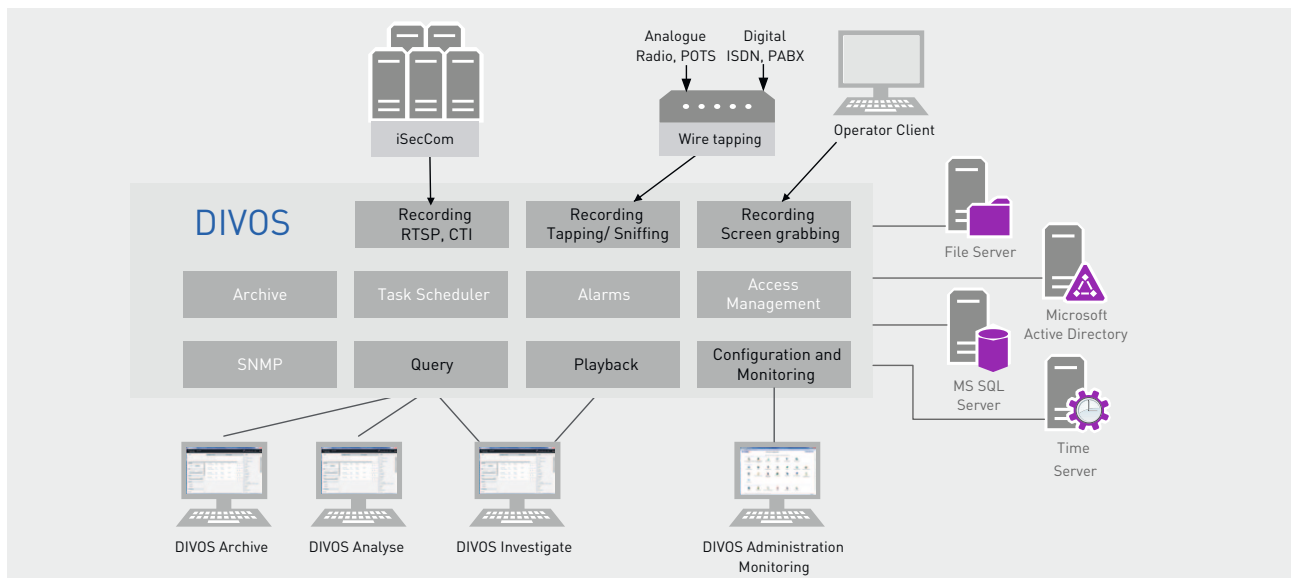 Analogue
Radio, POTS
Digital
ISDN, PABX
iSecCom
Wire tapping
Operator Client
DIVOS
Recording
RTSP, CTI
Recording
Tapping/ Sniffing
Recording
Screen grabbing
File Server
Archive
Task Scheduler
Alarms
Access
Management
Microsoft
Active Directory
SNMP
Query
Playback
Configuration and
Monitoring
MS SQL
Server
Time
Server
DIVOS Archive
DIVOS Analyse
DIVOS Investigate
DIVOS Administration
Monitoring